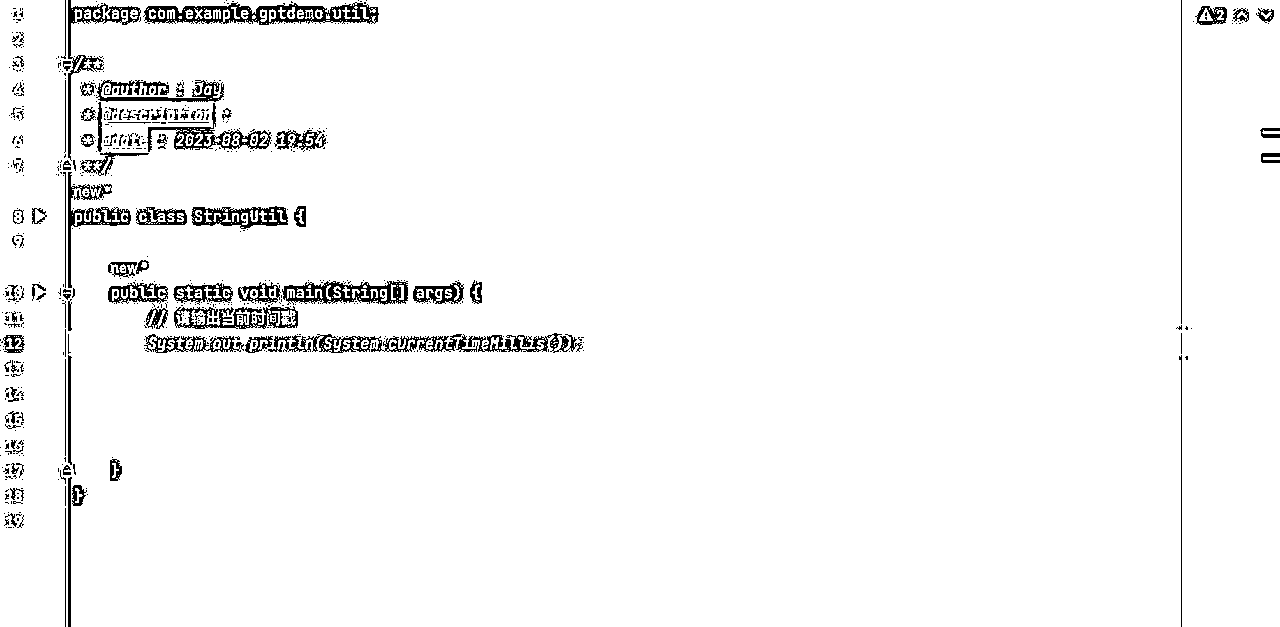 1 package com.example.gptdemo.util;
2
3 /**
4 * @author : Jay
5 * @description :
6 * @date : 2023-08-02 19:54
7 **/
new *
8 public class StringUtil {
9
new *
10 public static void main(String[] args) {
11 // 请输出当前时间戳
12 System.out.println(System.currentTimeMillis());
13
14
15
16
17 }
18 }
19
2